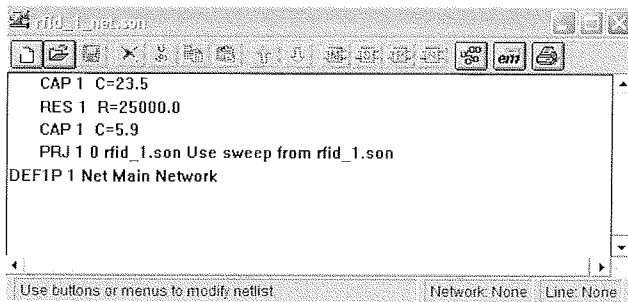 rfid_1_net.son
em
CAP 1 C=23.5
RES 1 R=25000.0
CAP 1 C=5.9
PRJ 1 0 rfid_1.son Use sweep from rfid_1.son
DEF1P 1 Net Main Network
Use buttons or menus to modify netlist
Network: None
Line: None